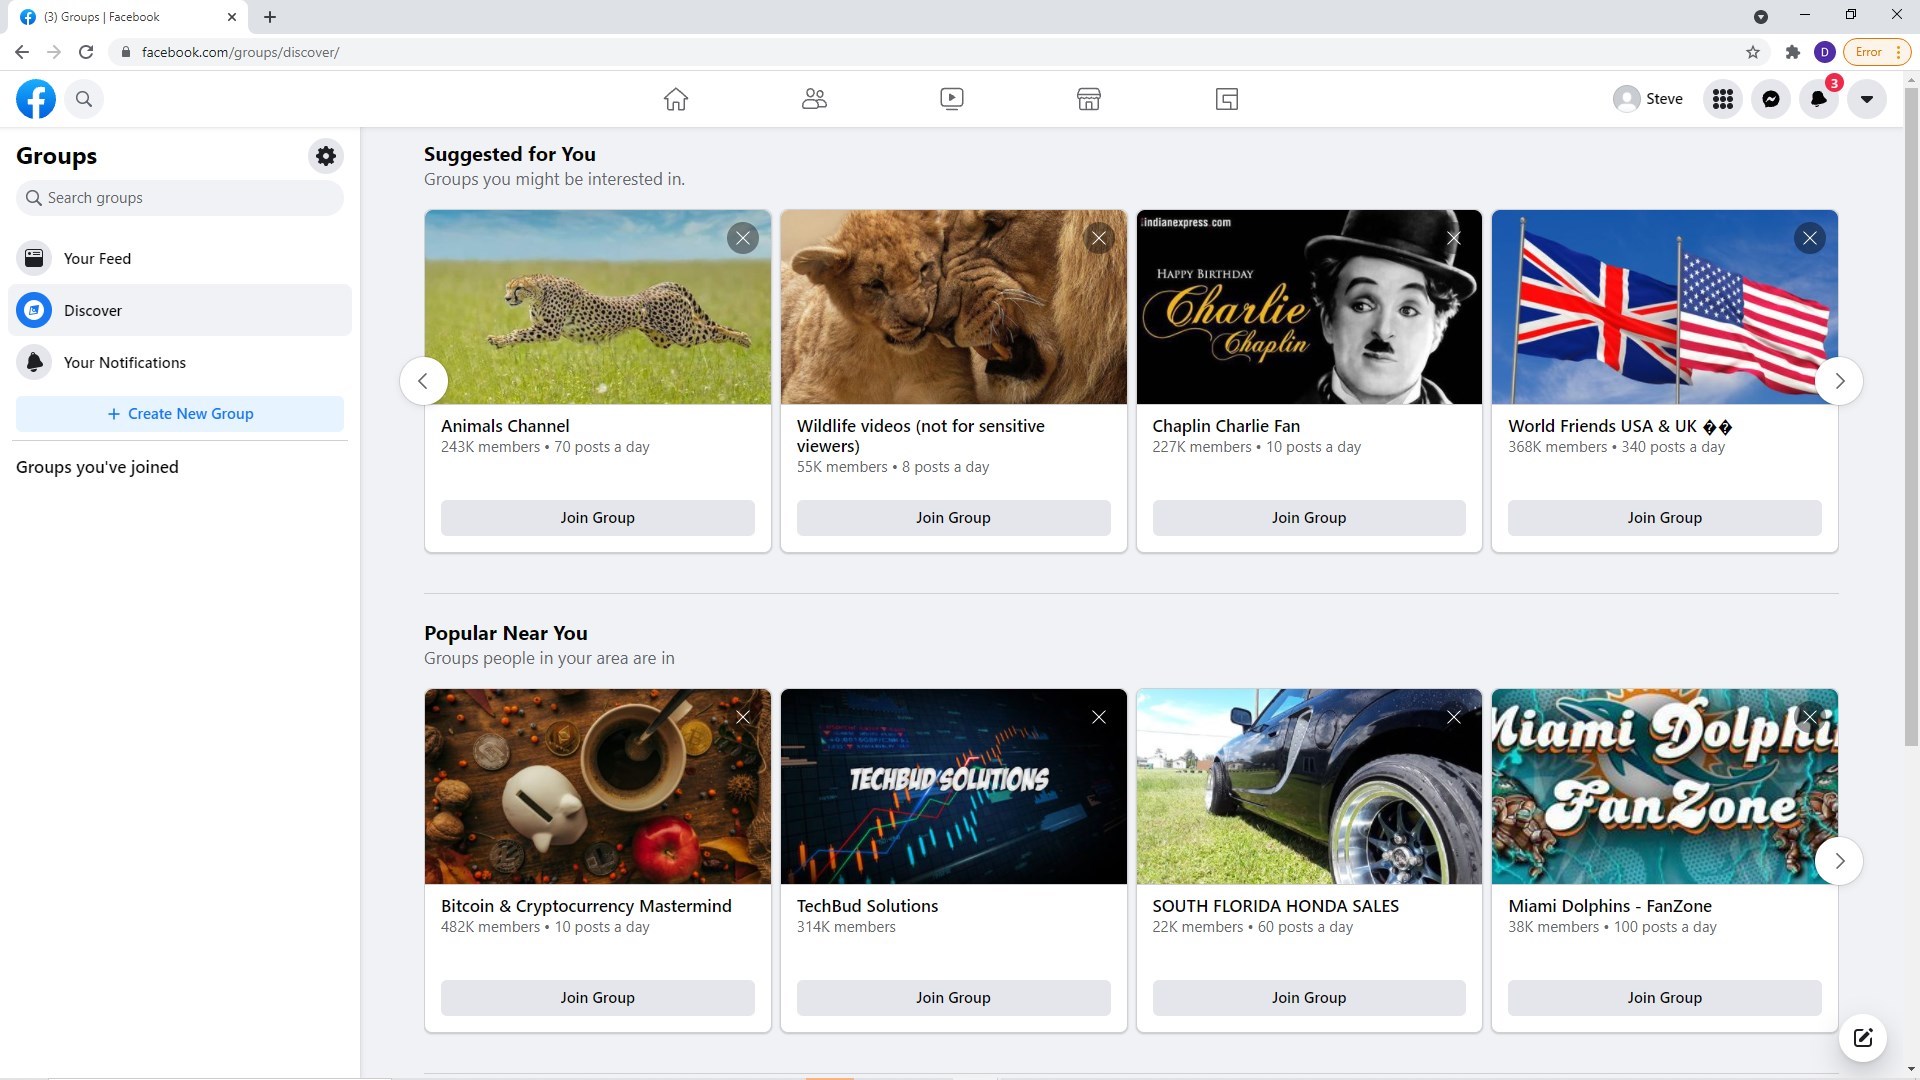 (3) Groups | Facebook
facebook.com/groups/discover/
D
Error
3
Steve
Groups
Search groups
Your Feed
Discover
Your Notifications
+ Create New Group
Groups you've joined
Suggested for You
Groups you might be interested in.
indianexpress.com
HAPPY BIRTHDAY
Charlie
Chaplin
Animals Channel
243K members • 70 posts a day
Join Group
Wildlife videos (not for sensitive
viewers)
55K members • 8 posts a day
Join Group
Chaplin Charlie Fan
227K members • 10 posts a day
Join Group
World Friends USA & UK ��
368K members • 340 posts a day
Join Group
Popular Near You
Groups people in your area are in
TECHBUD SOLUTIONS
Miami Dolphi
FanZone
Bitcoin & Cryptocurrency Mastermind
482K members • 10 posts a day
Join Group
TechBud Solutions
314K members
Join Group
SOUTH FLORIDA HONDA SALES
22K members • 60 posts a day
Join Group
Miami Dolphins - FanZone
38K members • 100 posts a day
Join Group